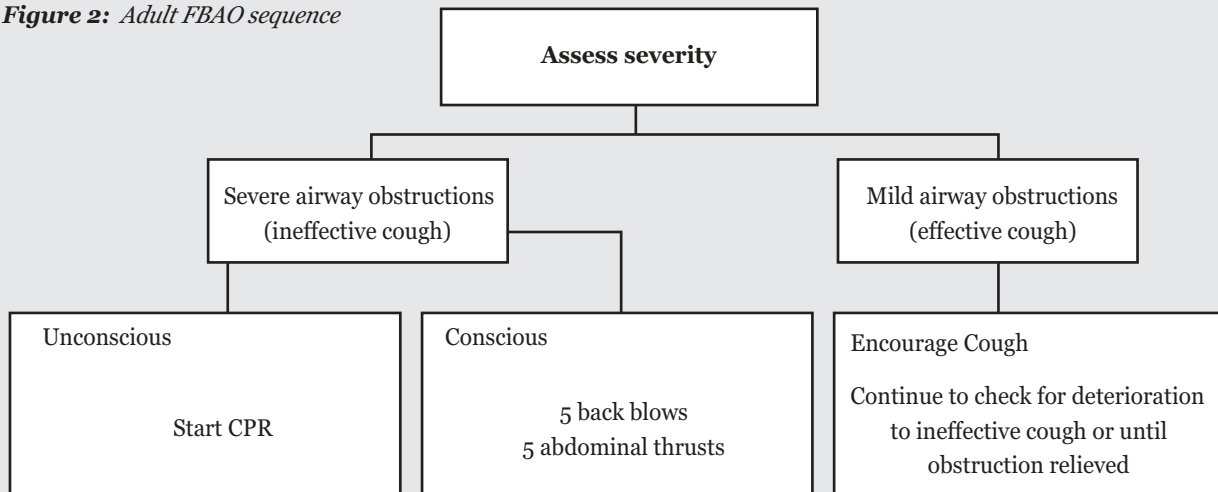 Figure 2: Adult FBAO sequence
Assess severity
Severe airway obstructions
(ineffective cough)
Mild airway obstructions
(effective cough)
Unconscious
Start CPR
Conscious
5 back blows
5 abdominal thrusts
Encourage Cough
Continue to check for deterioration
to ineffective cough or until
obstruction relieved